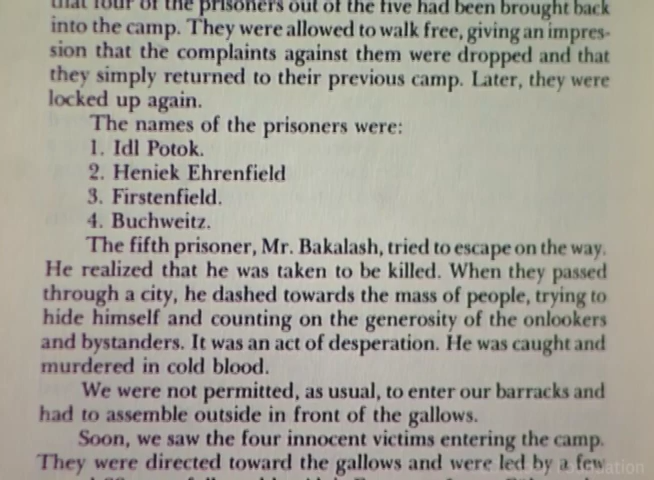 that four of the prisoners out of the five had been brought back
into the camp. They were allowed to walk free, giving an impres-
sion that the complaints against them were dropped and that
they simply returned to their previous camp. Later, they were
locked up again.
The names of the prisoners were:
1. Idl Potok.
2. Heniek Ehrenfield
3. Firstenfield.
4. Buchweitz.
The fifth prisoner, Mr. Bakalash, tried to escape on the way.
He realized that he was taken to be killed. When they passed
through a city, he dashed towards the mass of people, trying to
hide himself and counting on the generosity of the onlookers
and bystanders. It was an act of desperation. He was caught and
murdered in cold blood.
We were not permitted, as usual, to enter our barracks and
had to assemble outside in front of the gallows.
Soon, we saw the four innocent victims entering the camp.
They were directed toward the gallows and were led by a few